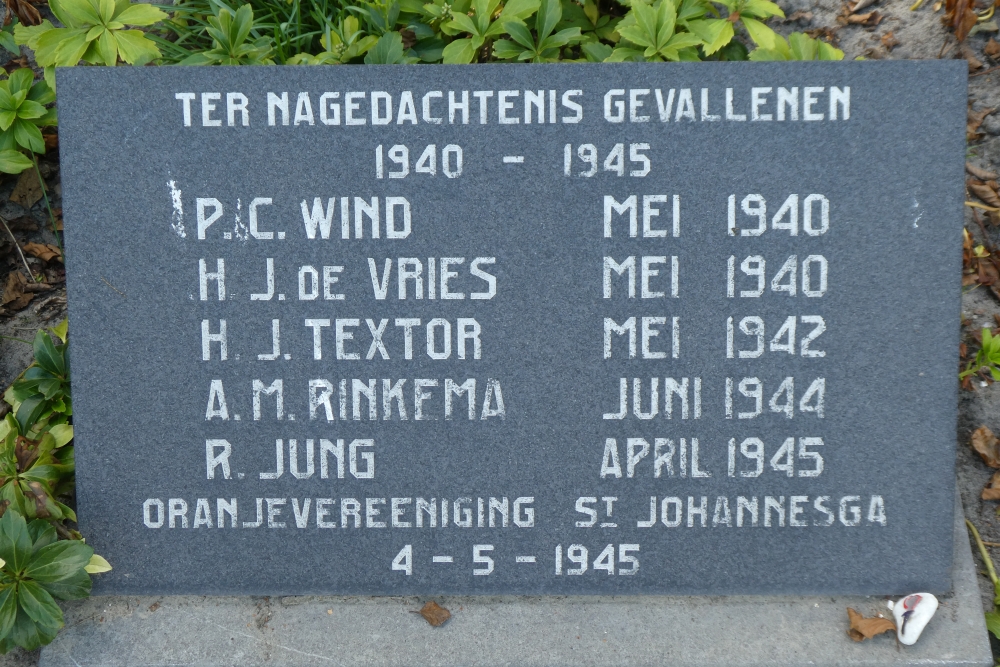 TER NAGEDACHTENIS GEVALLENEN
1940 - 1945
P. C. WIND MEI 1940
H J. DE VRIES MEI 1940
H. J. TEXTOR MEI 1942
A. M. RINKEMA JUNI 1944
R. JUNG APRIL 1945
ORANJEVEREENIGING ST JOHANNESGA
4 - 5 - 1945